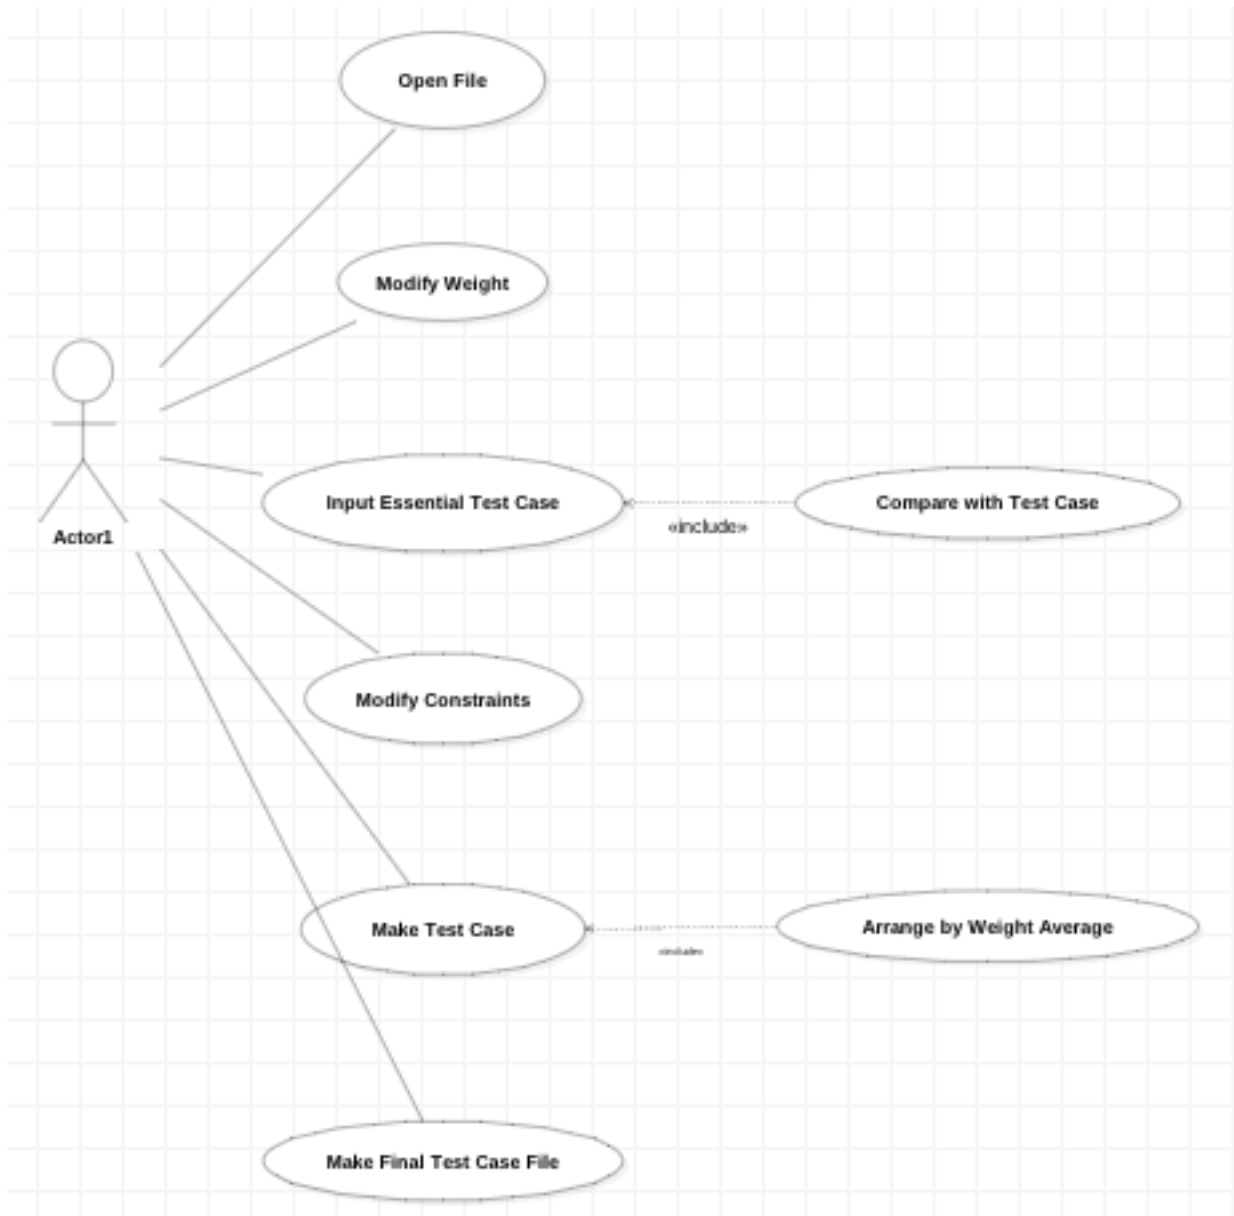 Open File
Modify Weight
Input Essential Test Case
Compare with Test Case
«include»
Actor1
Modify Constraints
Make Test Case
Arrange by Weight Average
«include»
Make Final Test Case File